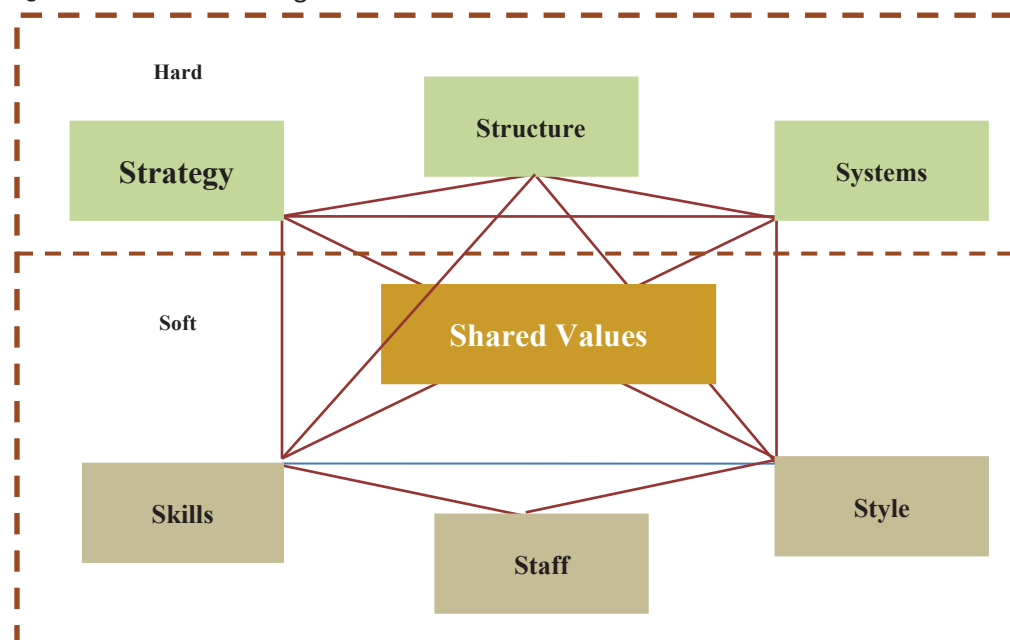 Hard
Structure
Strategy
Systems
Soft
Shared Values
Skills
Style
Staff